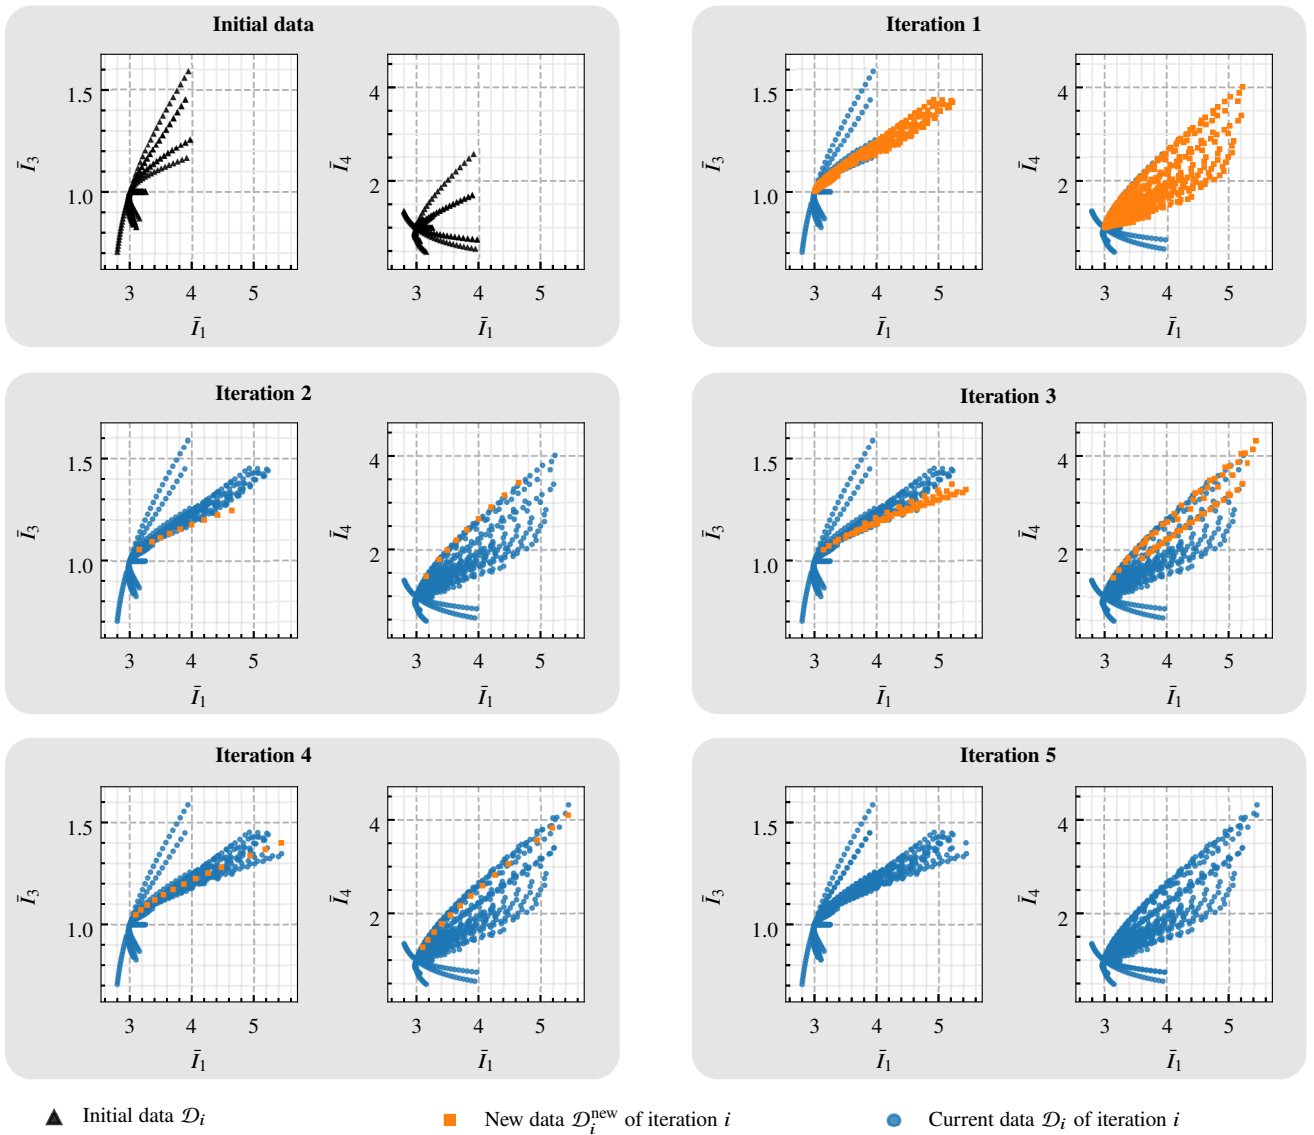 Initial data
Iteration 1
1.5
1.0
Ī₃
3 4 5
Ī₁
4
2
Ī₄
3 4 5
Ī₁
1.5
1.0
Ī₃
3 4 5
Ī₁
4
2
Ī₄
3 4 5
Ī₁
Iteration 2
Iteration 3
1.5
1.0
Ī₃
3 4 5
Ī₁
4
2
Ī₄
3 4 5
Ī₁
1.5
1.0
Ī₃
3 4 5
Ī₁
4
2
Ī₄
3 4 5
Ī₁
Iteration 4
Iteration 5
1.5
1.0
Ī₃
3 4 5
Ī₁
4
2
Ī₄
3 4 5
Ī₁
1.5
1.0
Ī₃
3 4 5
Ī₁
4
2
Ī₄
3 4 5
Ī₁
Initial data 𝒟ᵢ
New data 𝒟ᵢⁿᵉʷ of iteration i
Current data 𝒟ᵢ of iteration i